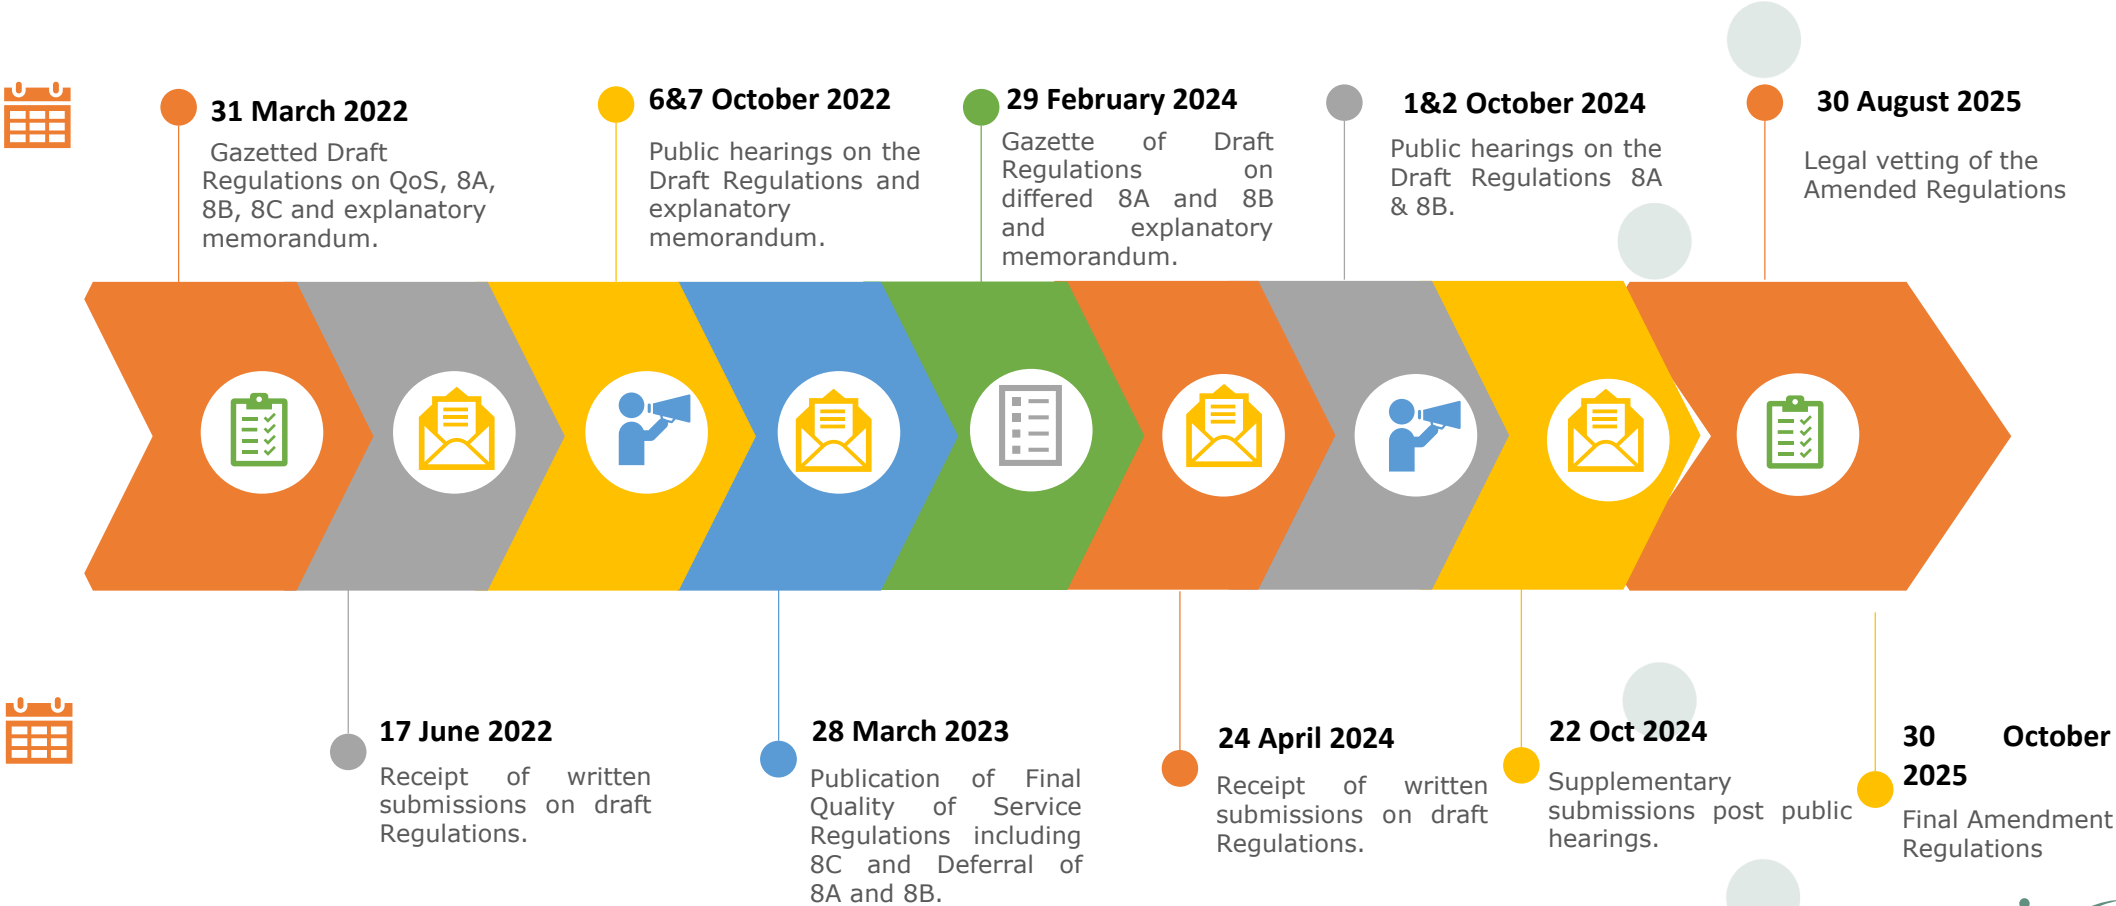 31 March 2022
Gazetted Draft
Regulations on QoS, 8A,
8B, 8C and explanatory
memorandum.
6&7 October 2022
Public hearings on the
Draft Regulations and
explanatory
memorandum.
29 February 2024
Gazette of Draft
Regulations on
differed 8A and 8B
and explanatory
memorandum.
1&2 October 2024
Public hearings on the
Draft Regulations 8A
& 8B.
30 August 2025
Legal vetting of the
Amended Regulations
17 June 2022
Receipt of written
submissions on draft
Regulations.
28 March 2023
Publication of Final
Quality of Service
Regulations including
8C and Deferral of
8A and 8B.
24 April 2024
Receipt of written
submissions on draft
Regulations.
22 Oct 2024
Supplementary
submissions post public
hearings.
30 October
2025
Final Amendment
Regulations